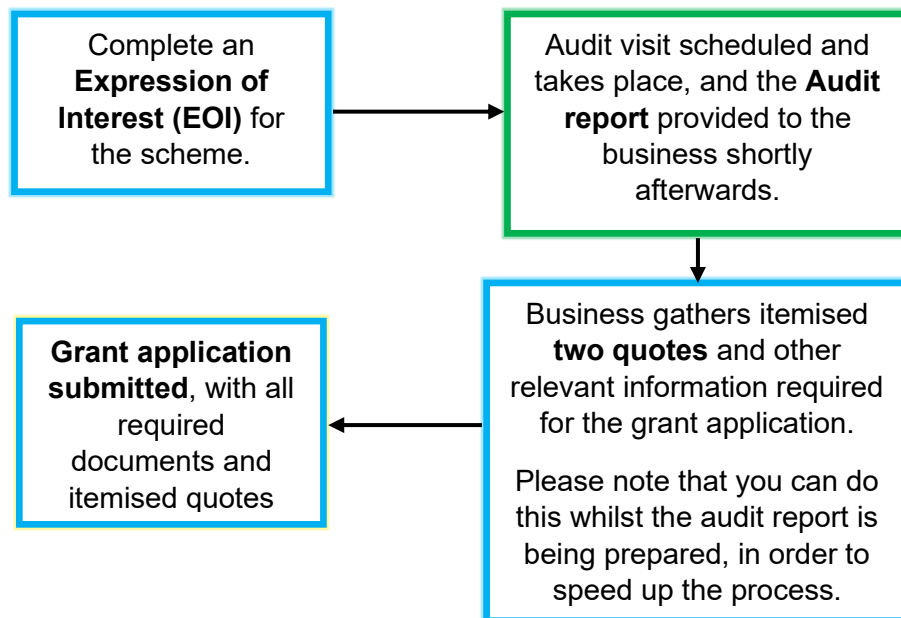 Complete an
Expression of
Interest (EOI) for
the scheme.
Audit visit scheduled and
takes place, and the Audit
report provided to the
business shortly
afterwards.
Business gathers itemised
two quotes and other
relevant information required
for the grant application.
Please note that you can do
this whilst the audit report is
being prepared, in order to
speed up the process.
Grant application
submitted, with all
required
documents and
itemised quotes